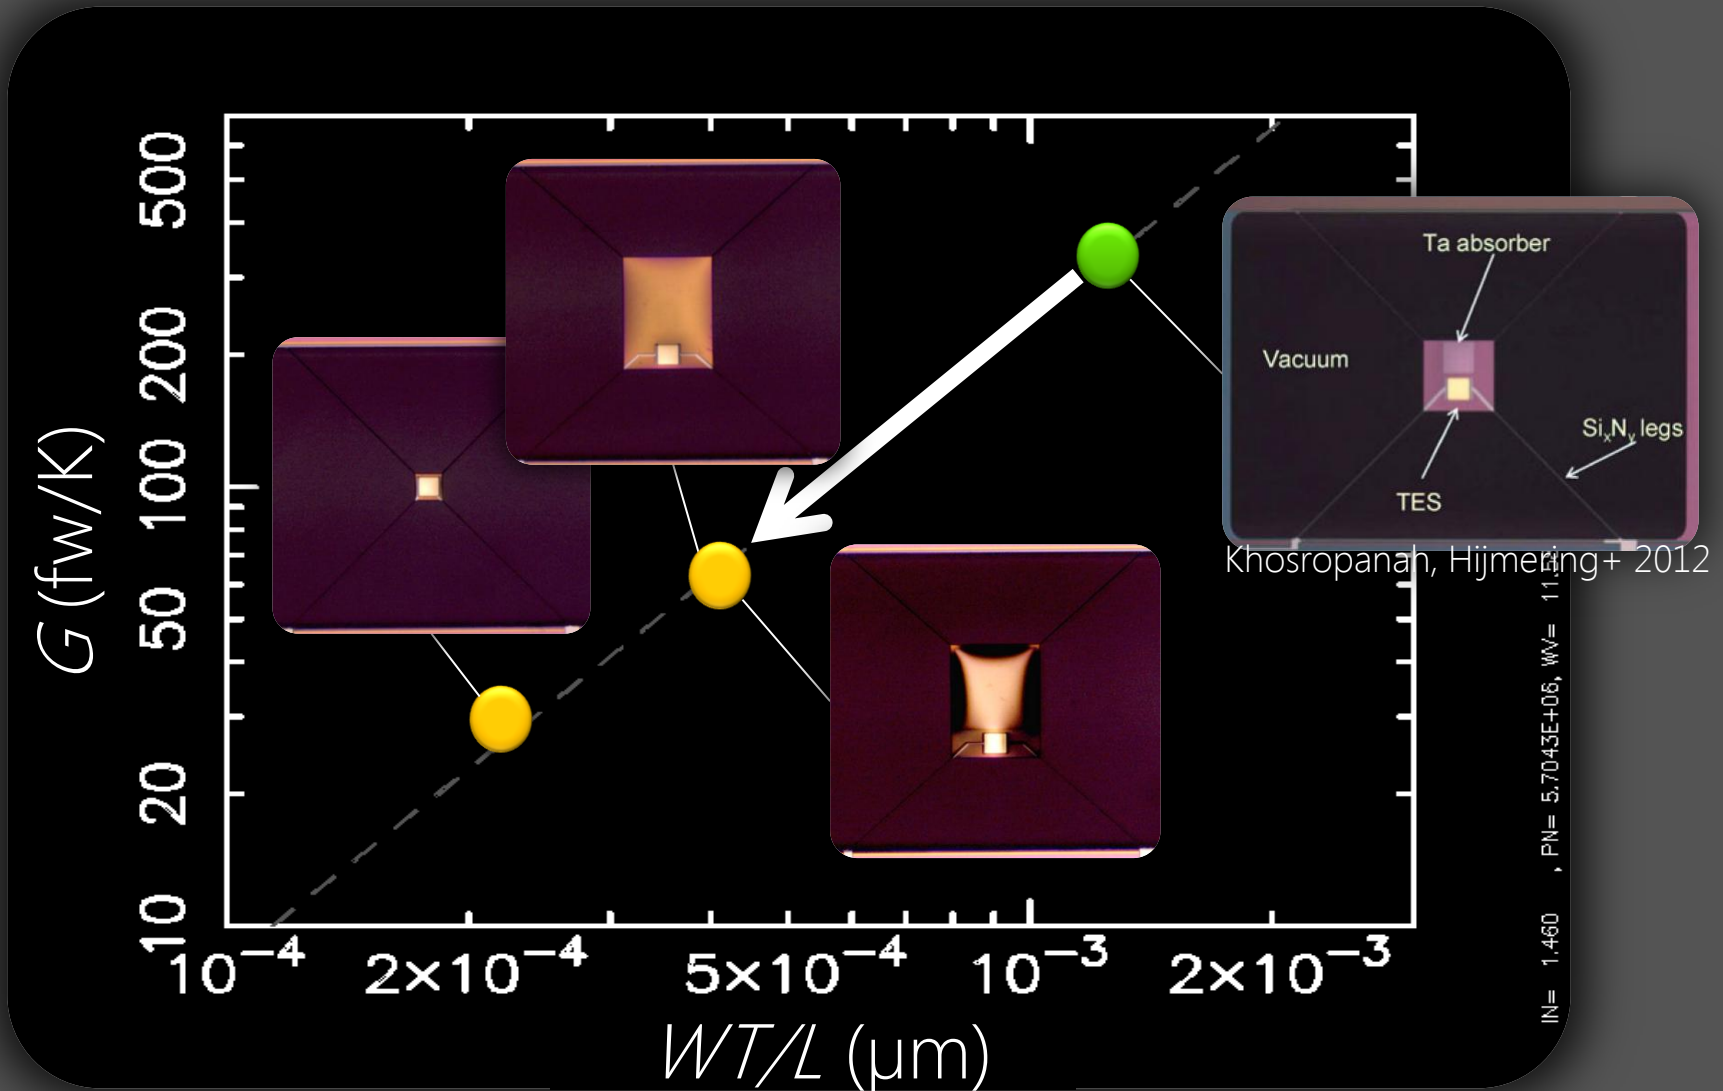 500
200
100
50
20
10
G (fw/K)
10⁻⁴
2×10⁻⁴
5×10⁻⁴
10⁻³
2×10⁻³
WT/L (μm)
Ta absorber
Vacuum
SiₓNᵧ legs
TES
Khosropanah, Hijmering+ 2012
IN= 1.460 , PN= 5.7043E+06, WV=